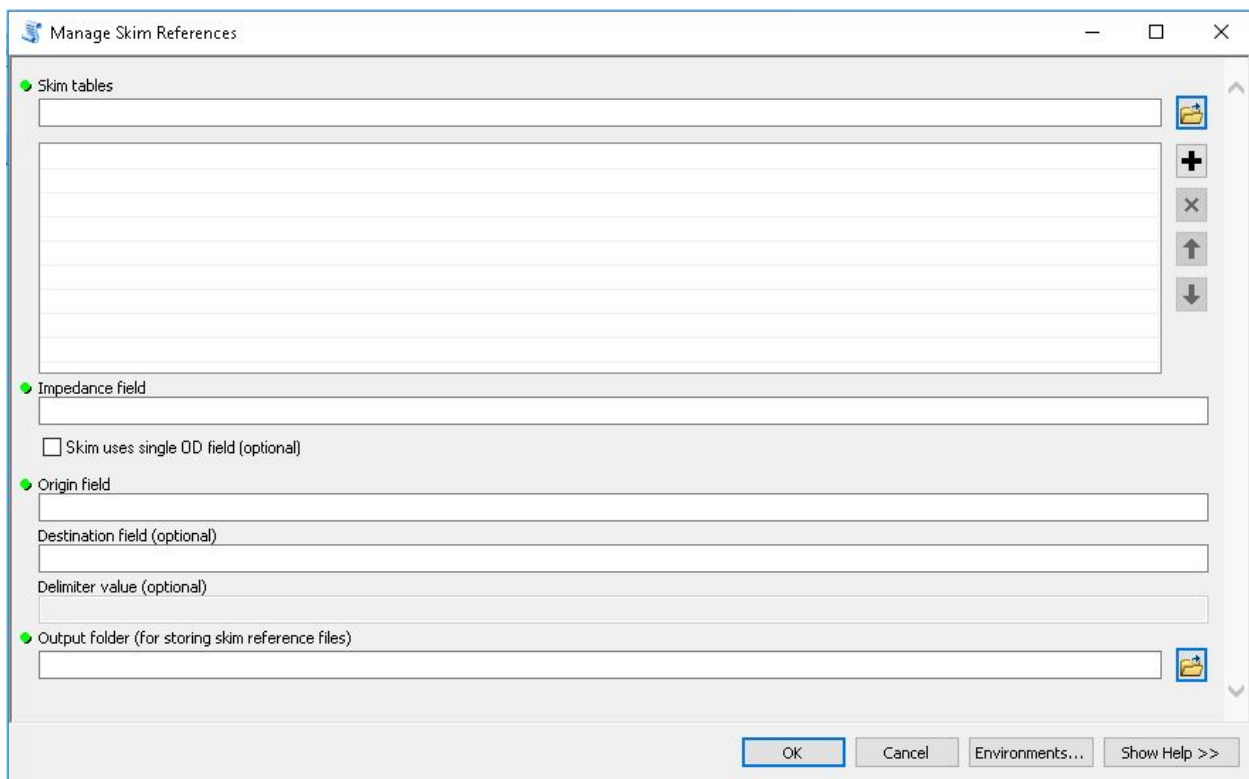 Manage Skim References
Skim tables
Impedance field
Skim uses single OD field (optional)
Origin field
Destination field (optional)
Delimiter value (optional)
Output folder (for storing skim reference files)
OK Cancel Environments... Show Help >>